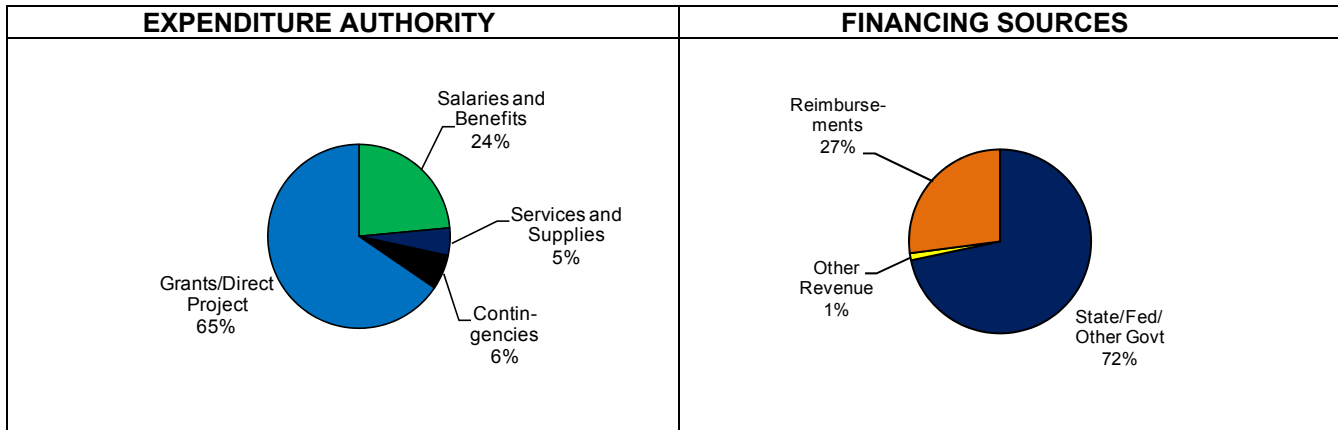 EXPENDITURE AUTHORITY
FINANCING SOURCES
Salaries and
Benefits
24%
Services and
Supplies
5%
Contin-
gencies
6%
Grants/Direct
Project
65%
Reimburse-
ments
27%
Other
Revenue
1%
State/Fed/
Other Govt
72%